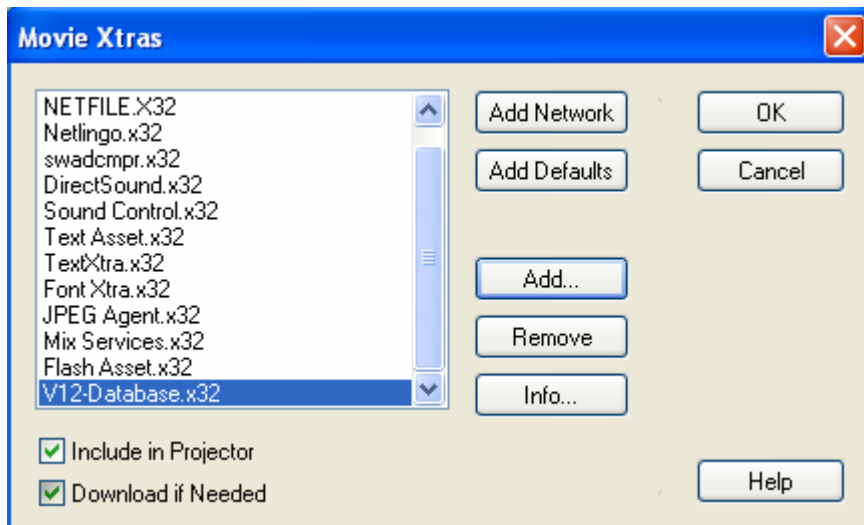 Movie Xtras
NETFILE.X32
Netlingo.x32
swadcmpr.x32
DirectSound.x32
Sound Control.x32
Text Asset.x32
TextXtra.x32
Font Xtra.x32
JPEG Agent.x32
Mix Services.x32
Flash Asset.x32
V12-Database.x32
Include in Projector
Download if Needed
Add Network
Add Defaults
Add...
Remove
Info...
OK
Cancel
Help